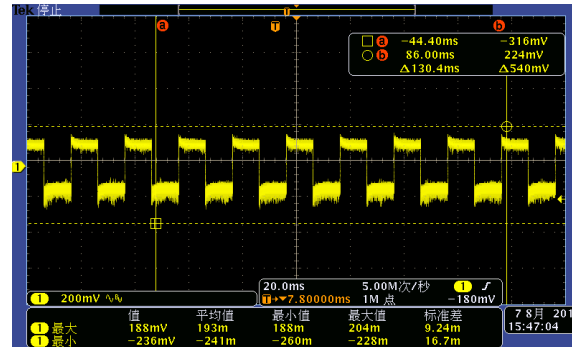 Tek 停止
a
b
T
a −44.40ms −316mV
b 86.00ms 224mV
Δ130.4ms Δ540mV
1
1 200mV
20.0ms 5.00M次/秒 1
T→▼7.80000ms 1M 点 −180mV
值 平均值 最小值 最大值 标准差
1 最大 188mV 193m 188m 204m 9.24m
1 最小 −236mV −241m −260m −228m 16.7m
7 8月 201
15:47:04